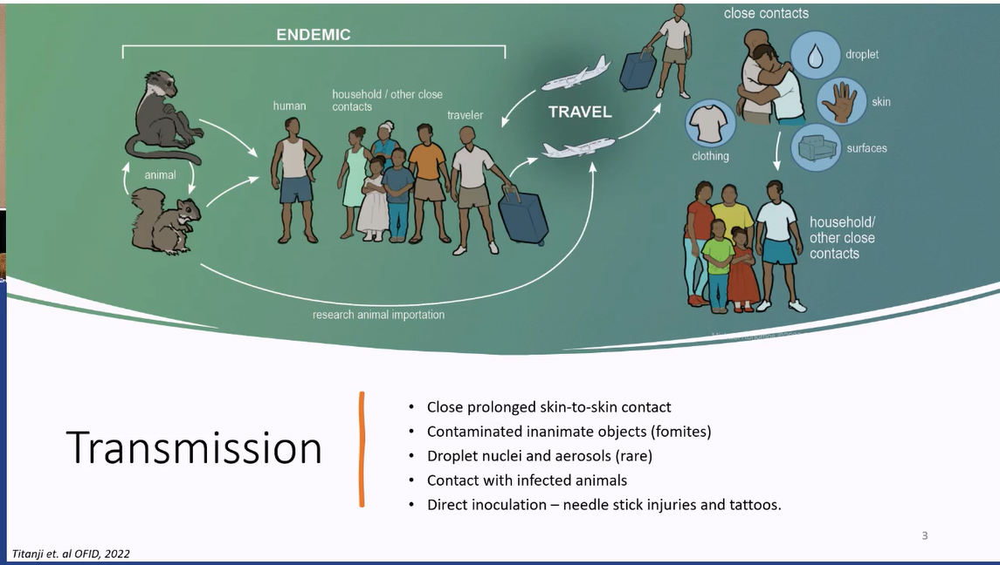 ENDEMIC
human
household / other close
contacts
traveler
animal
TRAVEL
research animal importation
close contacts
droplet
skin
surfaces
clothing
household/
other close
contacts
Transmission
• Close prolonged skin-to-skin contact
• Contaminated inanimate objects (fomites)
• Droplet nuclei and aerosols (rare)
• Contact with infected animals
• Direct inoculation – needle stick injuries and tattoos.
3
Titanji et. al OFID, 2022